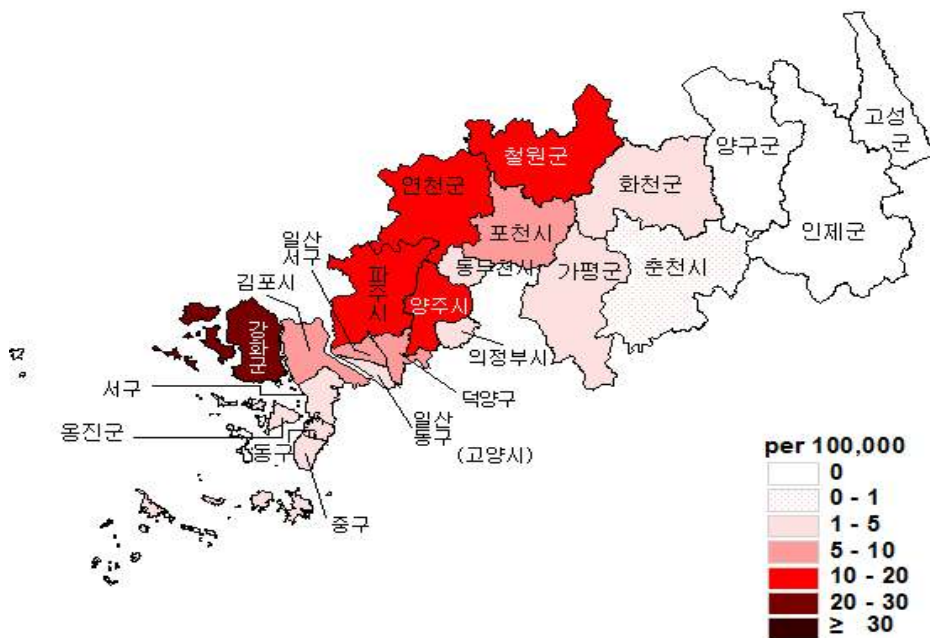 고성
군
양구군
철원군
화천군
연천군
인제군
포천시
일산
서구
동두천시
가평군
춘천시
파주시
김포시
양주시
강화군
의정부시
서구
덕양구
일산
동구
옹진군
동구
(고양시)
중구
per 100,000
0
0 - 1
1 - 5
5 - 10
10 - 20
20 - 30
≥ 30